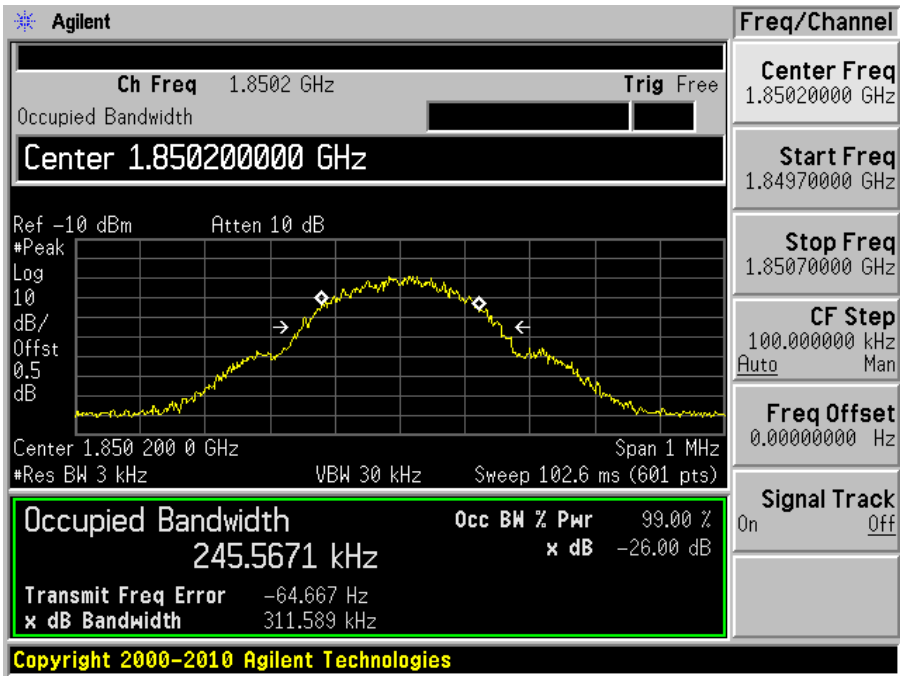 Agilent
Freq/Channel
Ch Freq 1.8502 GHz Trig Free
Occupied Bandwidth
Center 1.850200000 GHz
Ref -10 dBm Atten 10 dB
#Peak
Log
10
dB/
Offst
0.5
dB
Center 1.850 200 0 GHz Span 1 MHz
#Res BW 3 kHz VBW 30 kHz Sweep 102.6 ms (601 pts)
Occupied Bandwidth Occ BW % Pwr 99.00 %
245.5671 kHz x dB -26.00 dB
Transmit Freq Error -64.667 Hz
x dB Bandwidth 311.589 kHz
Center Freq
1.85020000 GHz
Start Freq
1.84970000 GHz
Stop Freq
1.85070000 GHz
CF Step
100.000000 kHz
Auto Man
Freq Offset
0.00000000 Hz
Signal Track
On Off
Copyright 2000-2010 Agilent Technologies